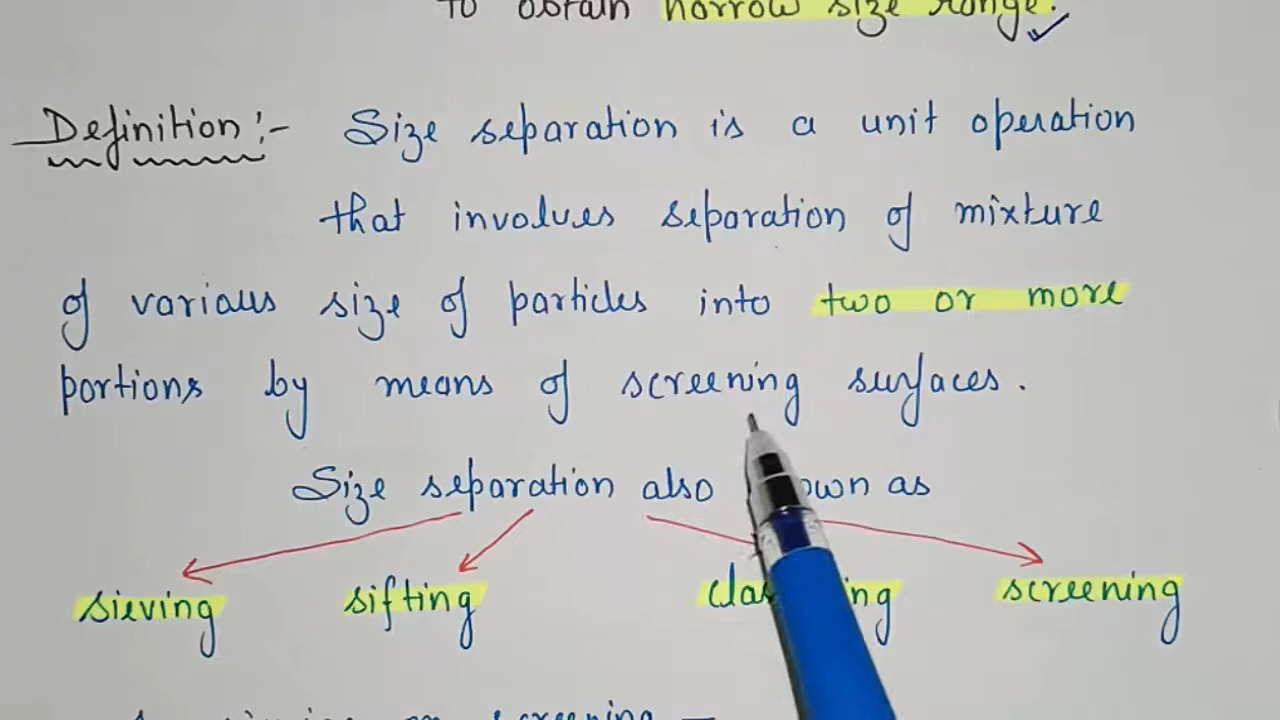 to obtain narrow size range.
Definition :- Size separation is a unit operation
that involves separation of mixture
of various size of particles into two or more
portions by means of screening surfaces.
Size separation also as
sieving sifting screening
screening